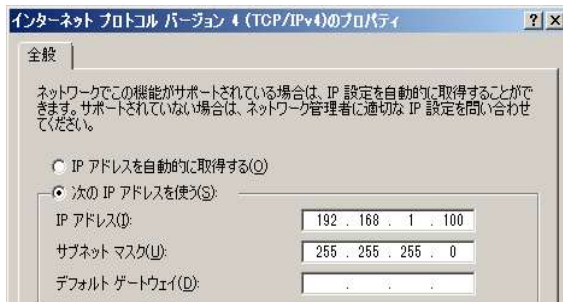 インターネット プロトコル バージョン 4 (TCP/IPv4)のプロパティ
全般
ネットワークでこの機能がサポートされている場合は、IP 設定を自動的に取得することがで
きます。サポートされていない場合は、ネットワーク管理者に適切な IP 設定を問い合わせ
てください。
IP アドレスを自動的に取得する(O)
次の IP アドレスを使う(S):
IP アドレス(I): 192 . 168 . 1 . 100
サブネット マスク(U): 255 . 255 . 255 . 0
デフォルト ゲートウェイ(D): . . .